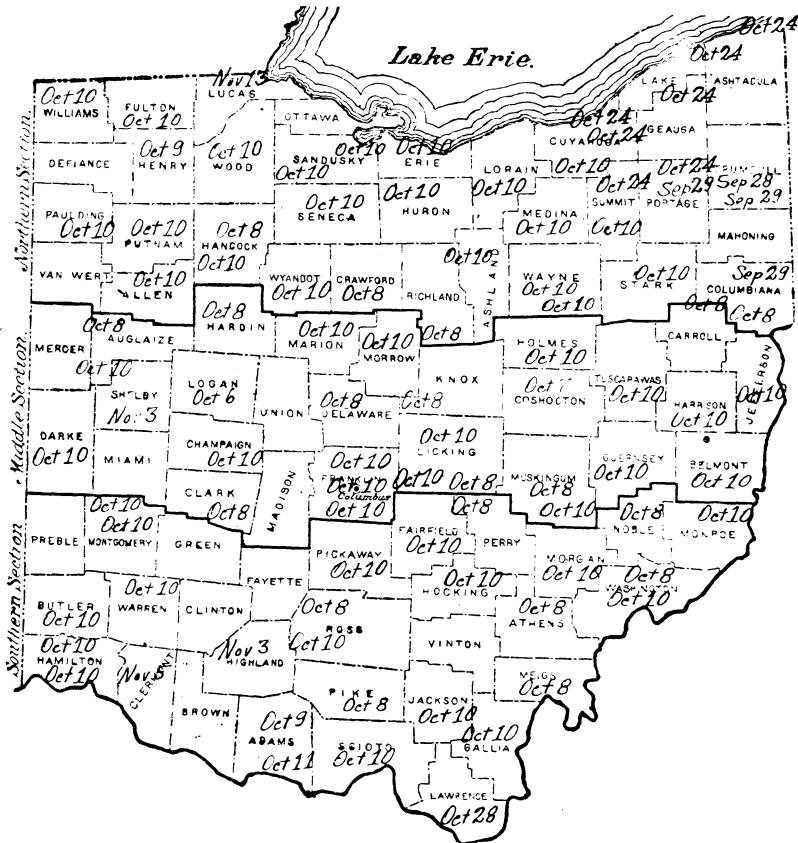 Lake Erie.
Northern Section.
Middle Section
Southern Section
Oct 24
Oct 24
LAKE
Oct 24
ASHTABULA
Nov 13
LUCAS
Oct 10
WILLIAMS
FULTON
Oct 10
OTTAWA
Oct 24
Oct 24
CUYAHOGA
GEAUGA
DEFIANCE
Oct 9
HENRY
Oct 10
WOOD
Oct 10
SANDUSKY
Oct 10
Oct 10
ERIE
LORAIN
Oct 10
Oct 10
Oct 24
Sep 29
PORTAGE
Sep 28
Sep 29
PAULDING
Oct 10
Oct 10
PUTNAM
Oct 8
HANCOCK
Oct 10
Oct 10
SENECA
Oct 10
HURON
MEDINA
Oct 10
Oct 24
SUMMIT
Oct 10
MAHONING
VAN WERT
Oct 10
ALLEN
WYANDOT
Oct 10
CRAWFORD
Oct 8
RICHLAND
Oct 10
ASHLAND
WAYNE
Oct 10
Oct 10
Oct 10
STARK
Sep 29
COLUMBIANA
Oct 8
Oct 8
MERCER
Oct 8
AUGLAIZE
Oct 10
Oct 8
HARDIN
Oct 10
MARION
Oct 10
MORROW
Oct 8
HOLMES
Oct 10
CARROLL
JEFFERSON
Oct 10
SHELBY
LOGAN
Oct 6
UNION
Oct 8
DELAWARE
KNOX
Oct 8
Oct 7
COSHOCTON
TUSCARAWAS
Oct 10
HARRISON
Oct 10
DARKE
Oct 10
MIAMI
CHAMPAIGN
Oct 10
CLARK
Oct 8
MADISON
Oct 10
FRANKLIN
Oct 10
Columbus
Oct 10
Oct 10
LICKING
Oct 10
Oct 8
MUSKINGUM
Oct 8
Oct 10
GUERNSEY
Oct 10
BELMONT
Oct 10
PREBLE
Oct 10
Oct 10
MONTGOMERY
GREEN
FAYETTE
PICKAWAY
Oct 10
FAIRFIELD
Oct 10
Oct 8
PERRY
MORGAN
Oct 10
Oct 8
NOBLE
Oct 10
MONROE
BUTLER
Oct 10
Oct 10
WARREN
CLINTON
Oct 8
ROSS
Oct 10
Oct 10
HOCKING
Oct 8
ATHENS
Oct 8
WASHINGTON
Oct 10
Oct 10
HAMILTON
Oct 10
CLERMONT
Nov 3
HIGHLAND
VINTON
MEIGS
Oct 8
BROWN
Oct 9
ADAMS
Oct 11
PIKE
Oct 8
JACKSON
Oct 10
SCIOTO
Oct 10
Oct 10
GALLIA
LAWRENCE
Oct 28